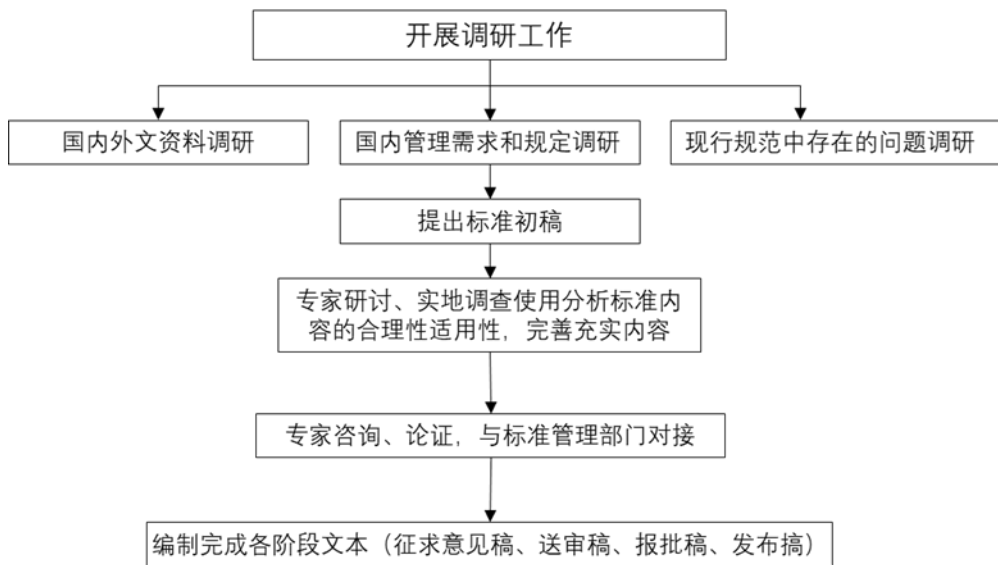 开展调研工作
国内外文资料调研
国内管理需求和规定调研
现行规范中存在的问题调研
提出标准初稿
专家研讨、实地调查使用分析标准内
容的合理性适用性，完善充实内容
专家咨询、论证，与标准管理部门对接
编制完成各阶段文本（征求意见稿、送审稿、报批稿、发布搞）